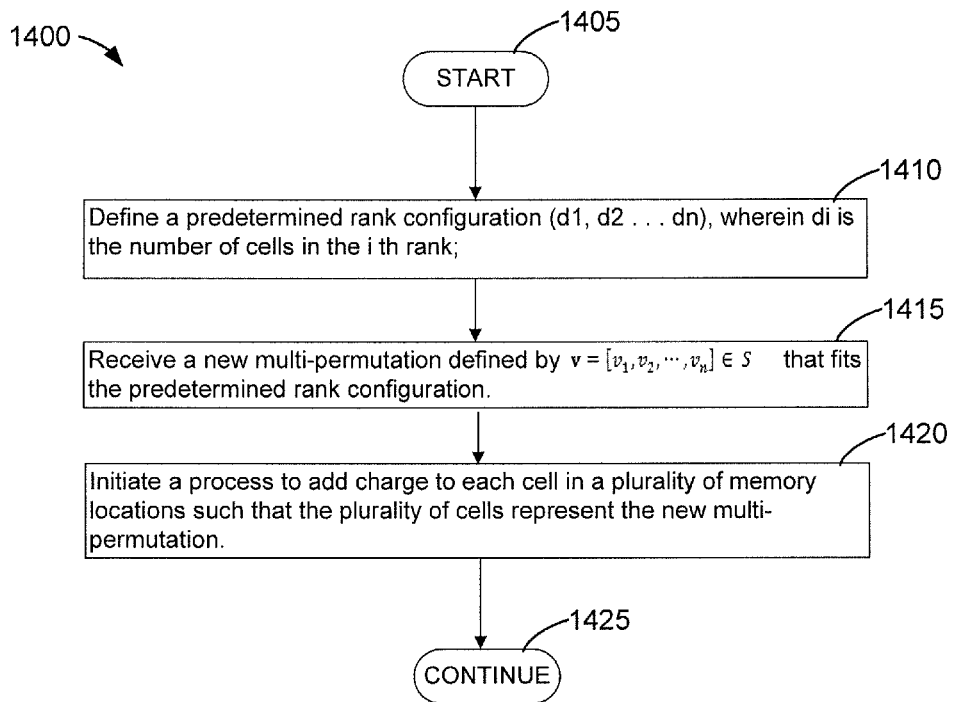 1400
1405
START
1410
Define a predetermined rank configuration (d1, d2 . . . dn), wherein di is
the number of cells in the i th rank;
1415
Receive a new multi-permutation defined by v = [v₁,v₂,⋯,vₙ] ∈ S that fits
the predetermined rank configuration.
1420
Initiate a process to add charge to each cell in a plurality of memory
locations such that the plurality of cells represent the new multi-
permutation.
1425
CONTINUE